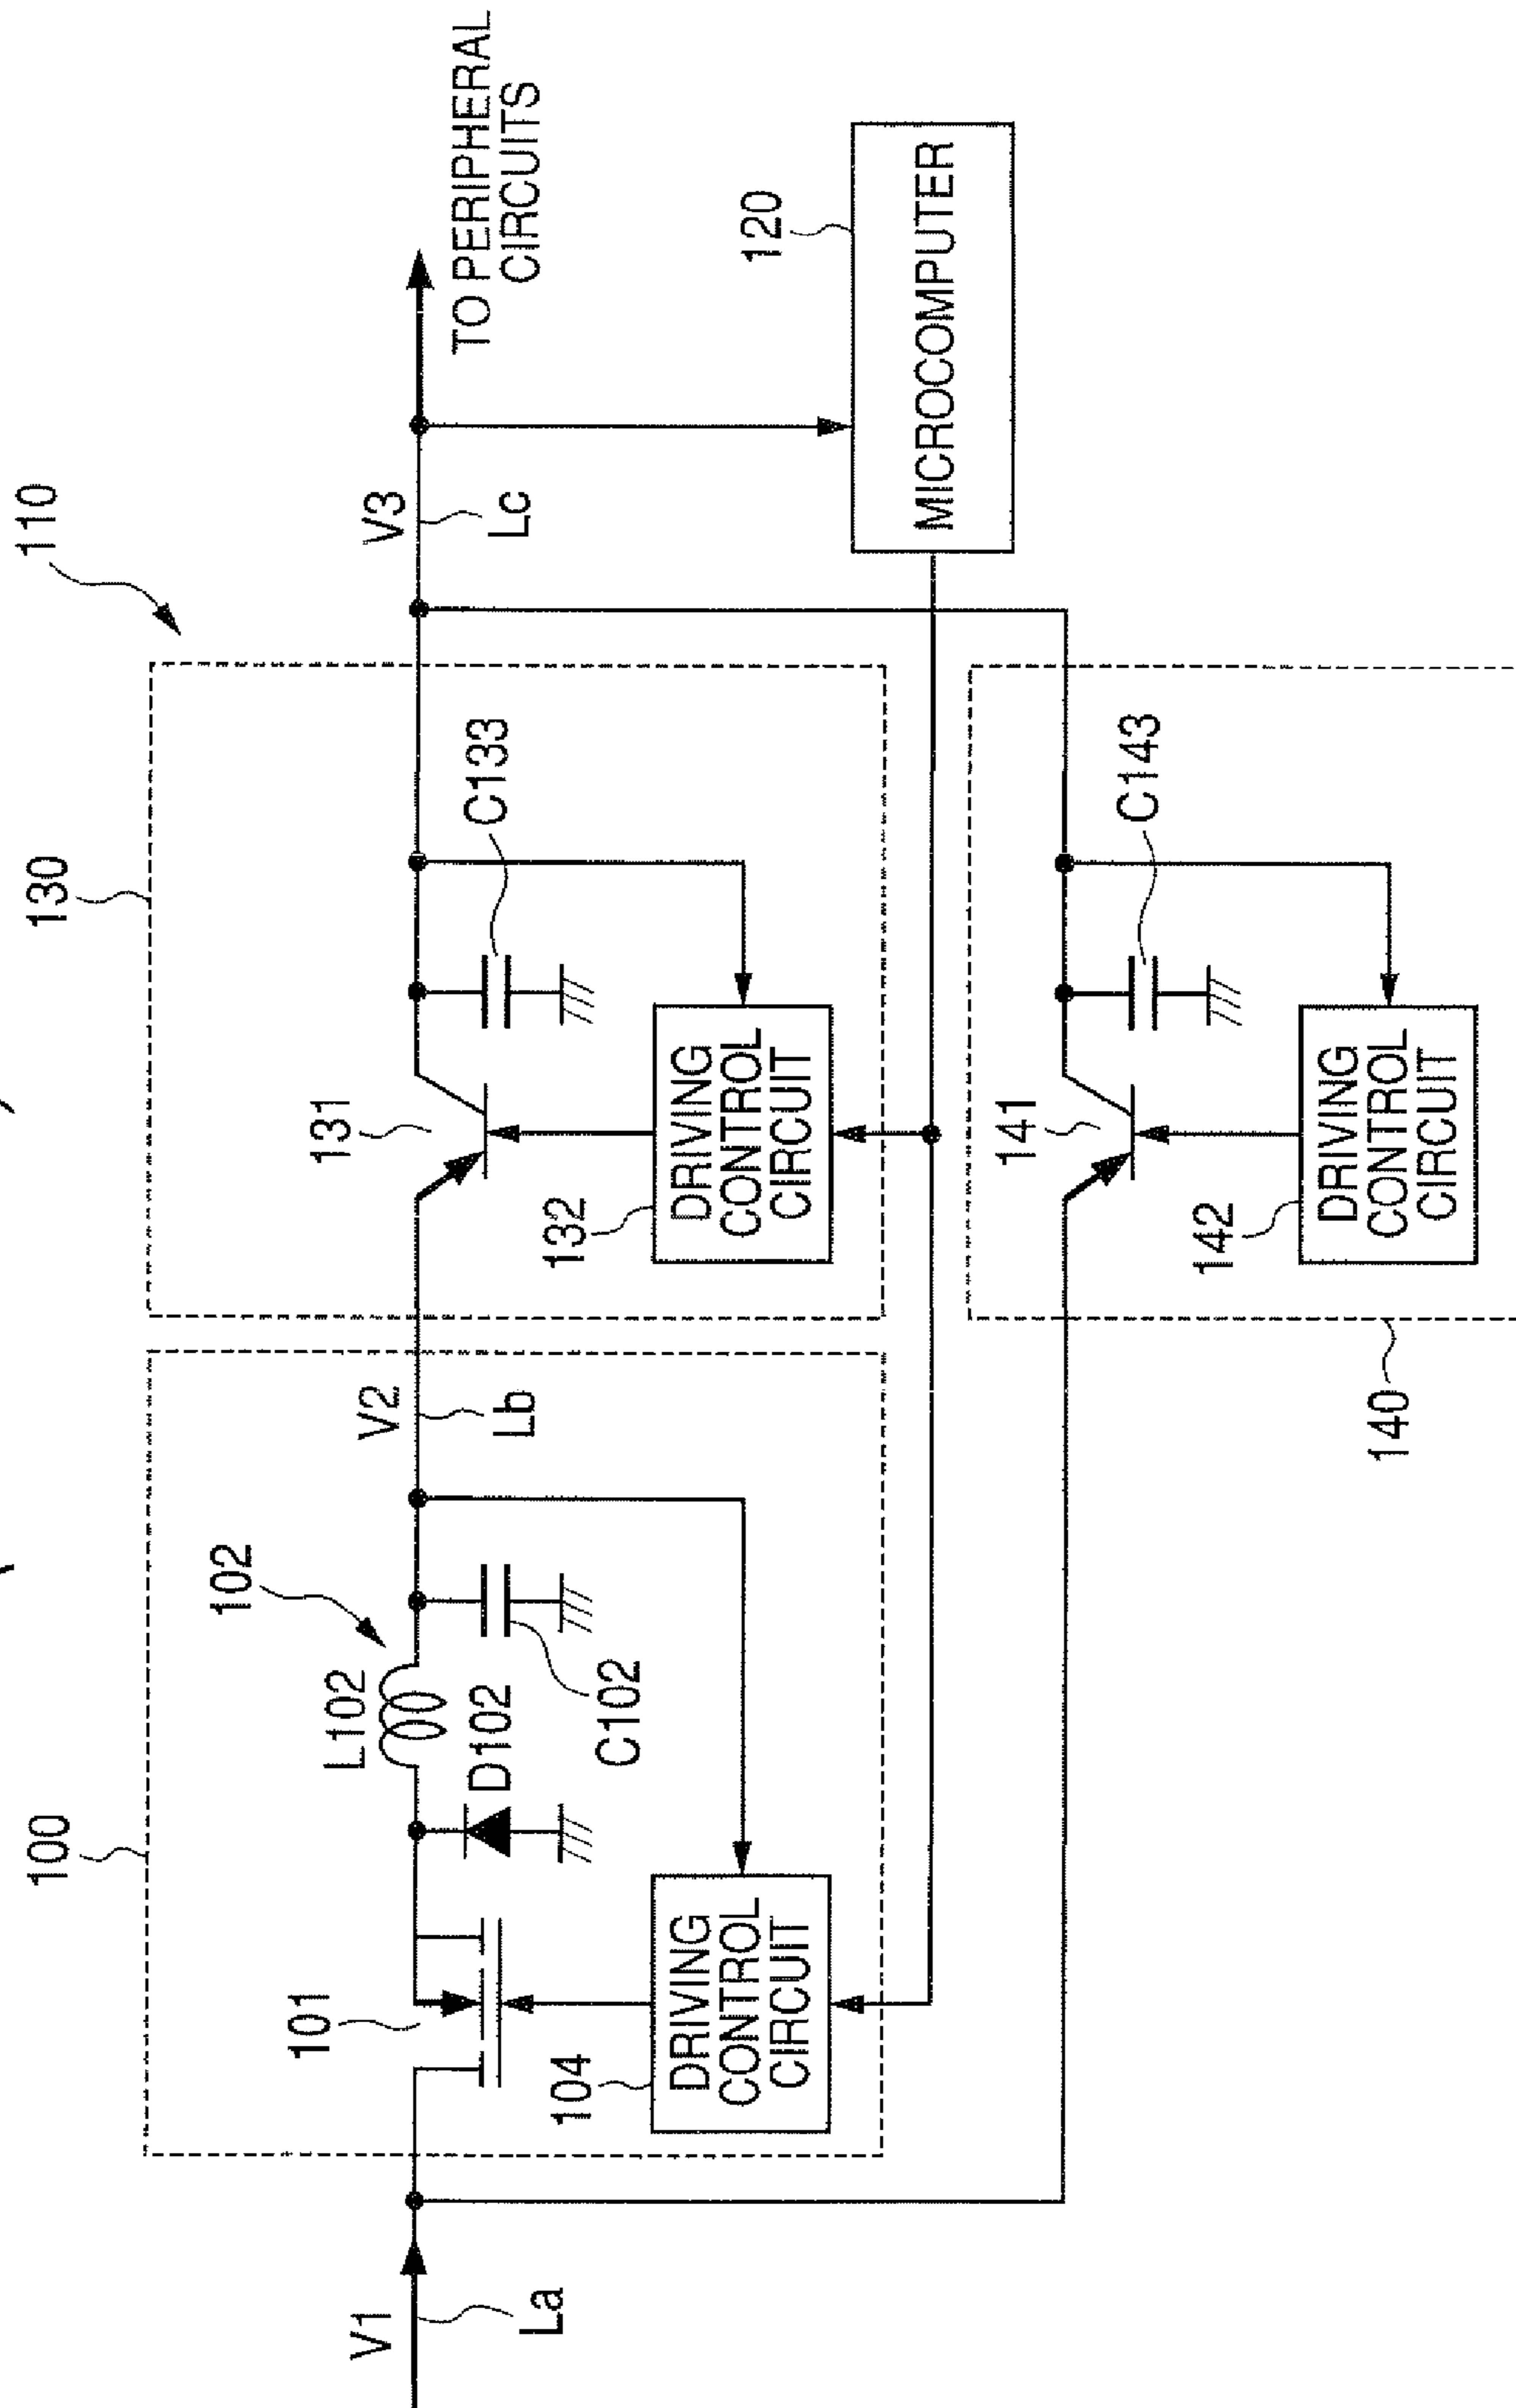 110
100
130
102
L102
101
131
V1
V2
V3
TO PERIPHERAL
CIRCUITS
La
D102
Lb
C133
Lc
104
C102
132
DRIVING
CONTROL
CIRCUIT
DRIVING
CONTROL
CIRCUIT
120
MICROCOMPUTER
141
C143
142
DRIVING
CONTROL
CIRCUIT
140